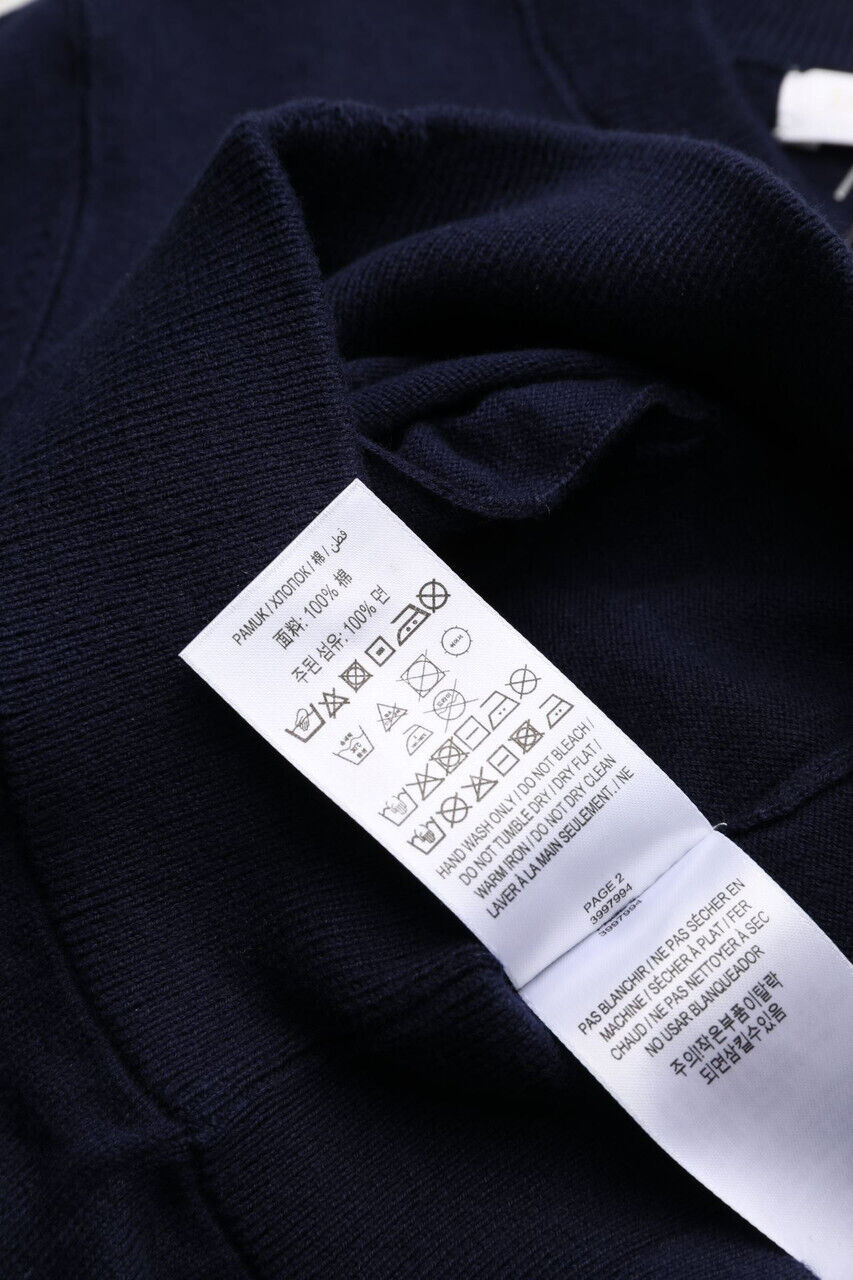 PAMUK / ХЛОПОК / 棉 / قطن
面料: 100% 棉
주된 섬유: 100% 면
HAND WASH ONLY / DO NOT BLEACH /
DO NOT TUMBLE DRY / DRY FLAT /
WARM IRON / DO NOT DRY CLEAN
LAVER À LA MAIN SEULEMENT. / NE
PAGE 2
3997994
3997994
PAS BLANCHIR / NE PAS SÉCHER EN
MACHINE / SÉCHER À PLAT / FER
CHAUD / NE PAS NETTOYER À SEC
NO USAR BLANQUEADOR
주의!작은부품이탈락
되면삼킬수있음